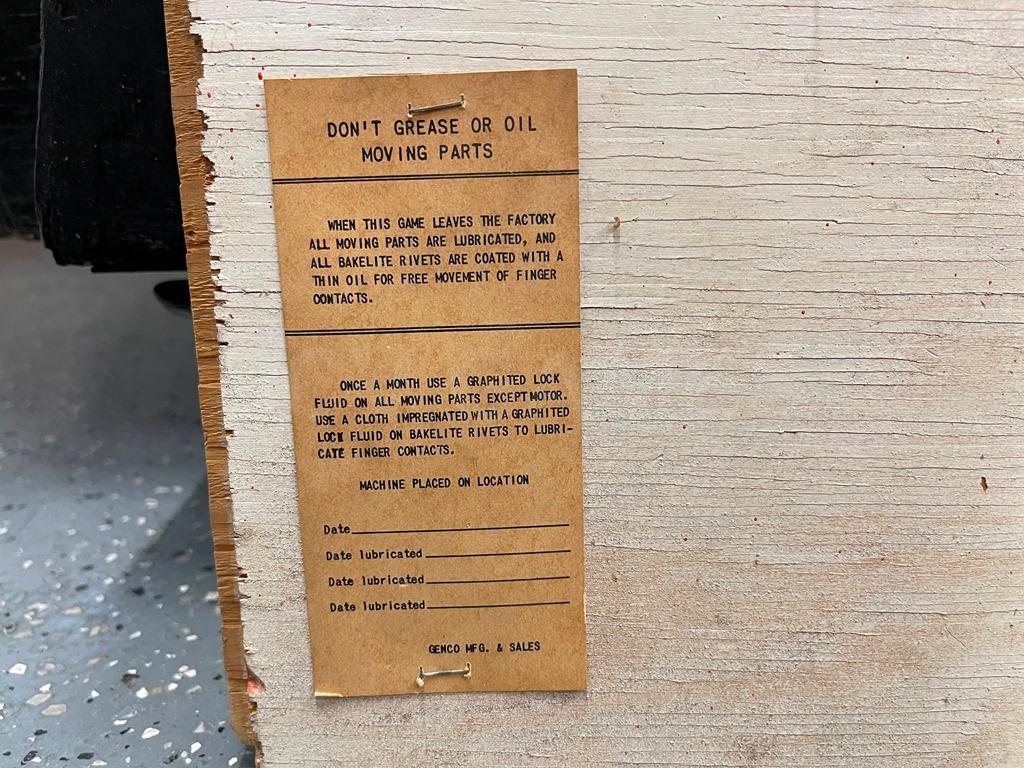 DON'T GREASE OR OIL
MOVING PARTS
WHEN THIS GAME LEAVES THE FACTORY
ALL MOVING PARTS ARE LUBRICATED, AND
ALL BAKELITE RIVETS ARE COATED WITH A
THIN OIL FOR FREE MOVEMENT OF FINGER
CONTACTS.
ONCE A MONTH USE A GRAPHITED LOCK
FLUID ON ALL MOVING PARTS EXCEPT MOTOR.
USE A CLOTH IMPREGNATED WITH A GRAPHITED
LOCK FLUID ON BAKELITE RIVETS TO LUBRI-
CATE FINGER CONTACTS.
MACHINE PLACED ON LOCATION
Date
Date lubricated
Date lubricated
Date lubricated
GENCO MFG. & SALES